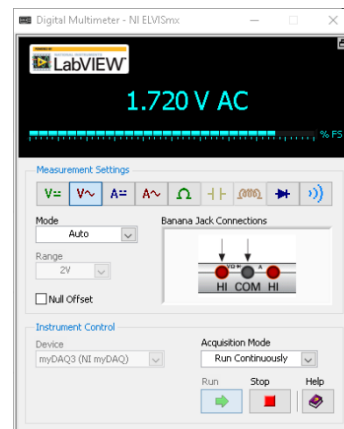 Digital Multimeter - NI ELVISmx
LabVIEW
1.720 V AC
% FS
Measurement Settings
V= V~ A= A~ Ω
Mode
Banana Jack Connections
Auto
Range
2V
HI COM HI
Null Offset
Instrument Control
Device
Acquisition Mode
myDAQ3 (NI myDAQ)
Run Continuously
Run Stop Help